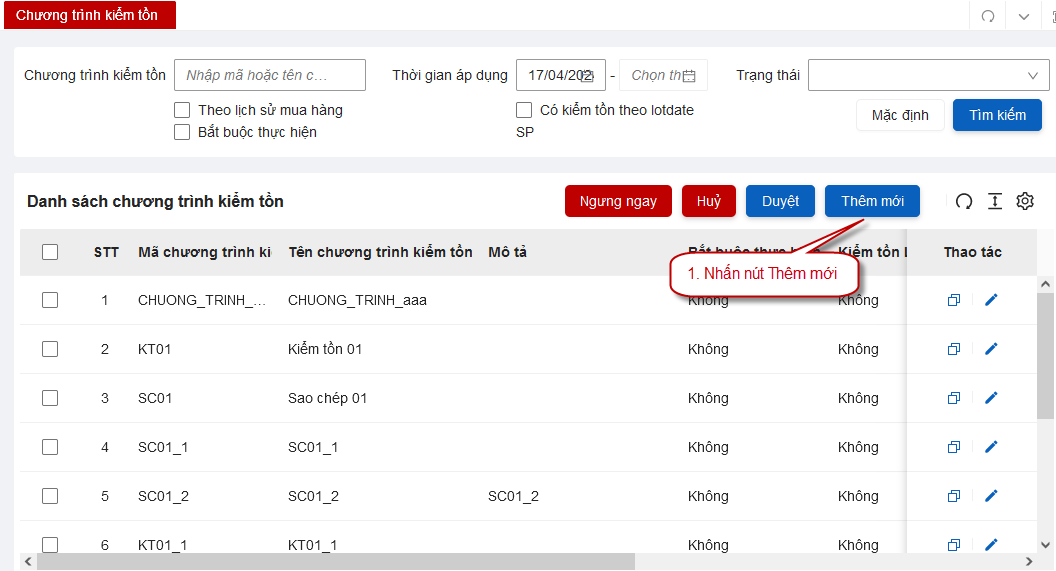 Chương trình kiểm tồn
Chương trình kiểm tồn Nhập mã hoặc tên c… Thời gian áp dụng 17/04/202 - Chọn th Trạng thái
Theo lịch sử mua hàng Có kiểm tồn theo lotdate
Bắt buộc thực hiện SP
Mặc định Tìm kiếm
Danh sách chương trình kiểm tồn Ngưng ngay Huỷ Duyệt Thêm mới
STT Mã chương trình ki Tên chương trình kiểm tồn Mô tả Bắt buộc thực Kiểm tồn Thao tác
1. Nhấn nút Thêm mới
1 CHUONG_TRINH_... CHUONG_TRINH_aaa Không Không
2 KT01 Kiểm tồn 01 Không Không
3 SC01 Sao chép 01 Không Không
4 SC01_1 SC01_1 Không Không
5 SC01_2 SC01_2 SC01_2 Không Không
6 KT01_1 KT01_1 Không Không